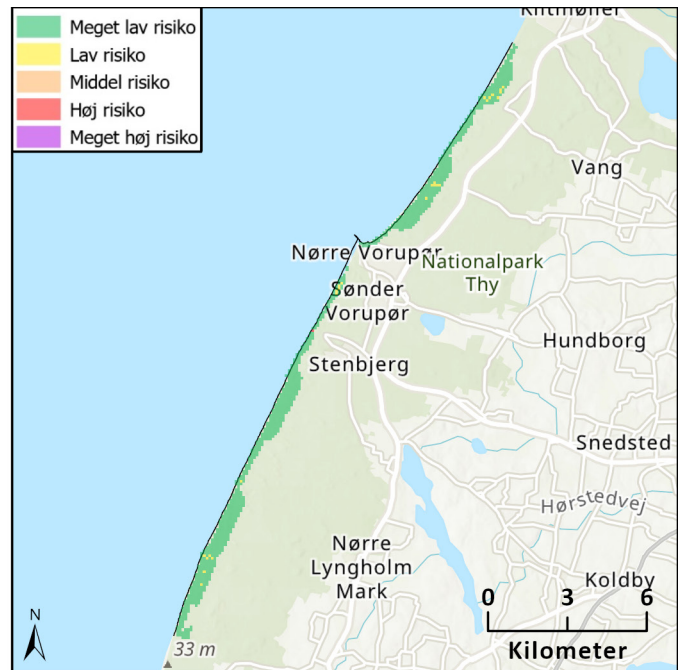 Meget lav risiko
Lav risiko
Middel risiko
Høj risiko
Meget høj risiko
Klitmøller
Vang
Nørre Vorupør
Nationalpark
Thy
Sønder
Vorupør
Hundborg
Stenbjerg
Snedsted
Hørstedvej
Nørre
Lyngholm
Mark
Koldby
0 3 6
Kilometer
N
33 m